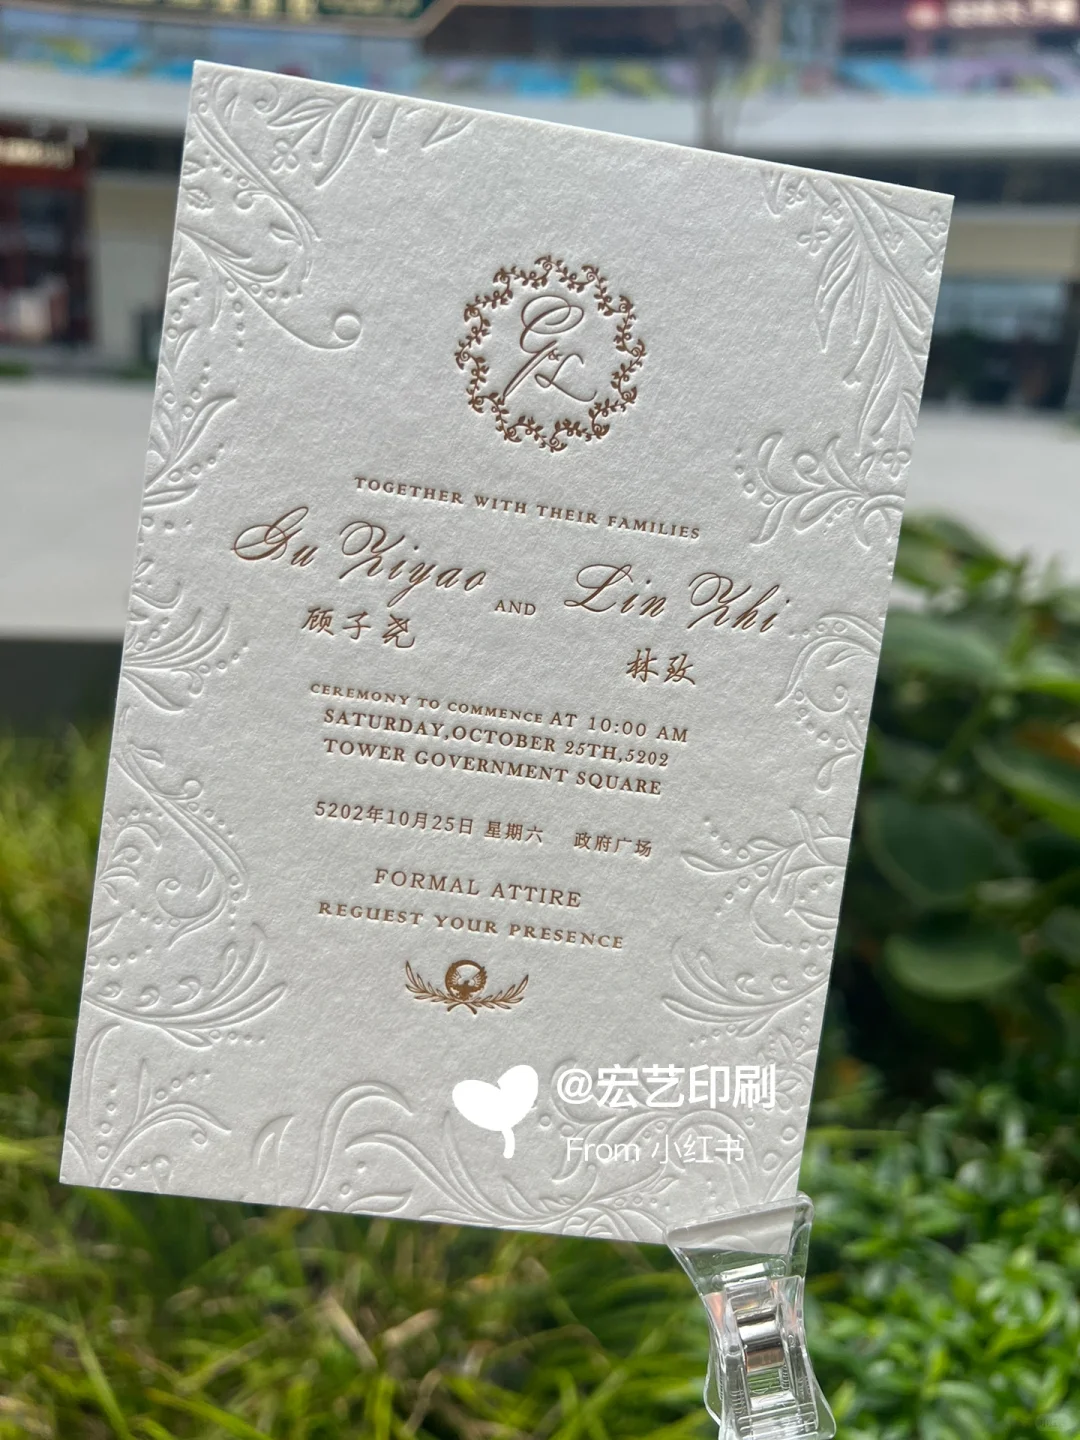 G&L
TOGETHER WITH THEIR FAMILIES
Gu Ziyao AND Lin Zhi
顾子尧 林致
CEREMONY TO COMMENCE AT 10:00 AM
SATURDAY,OCTOBER 25TH,5202
TOWER GOVERNMENT SQUARE
5202年10月25日 星期六 政府广场
FORMAL ATTIRE
REGUEST YOUR PRESENCE
@宏艺印刷
From 小红书